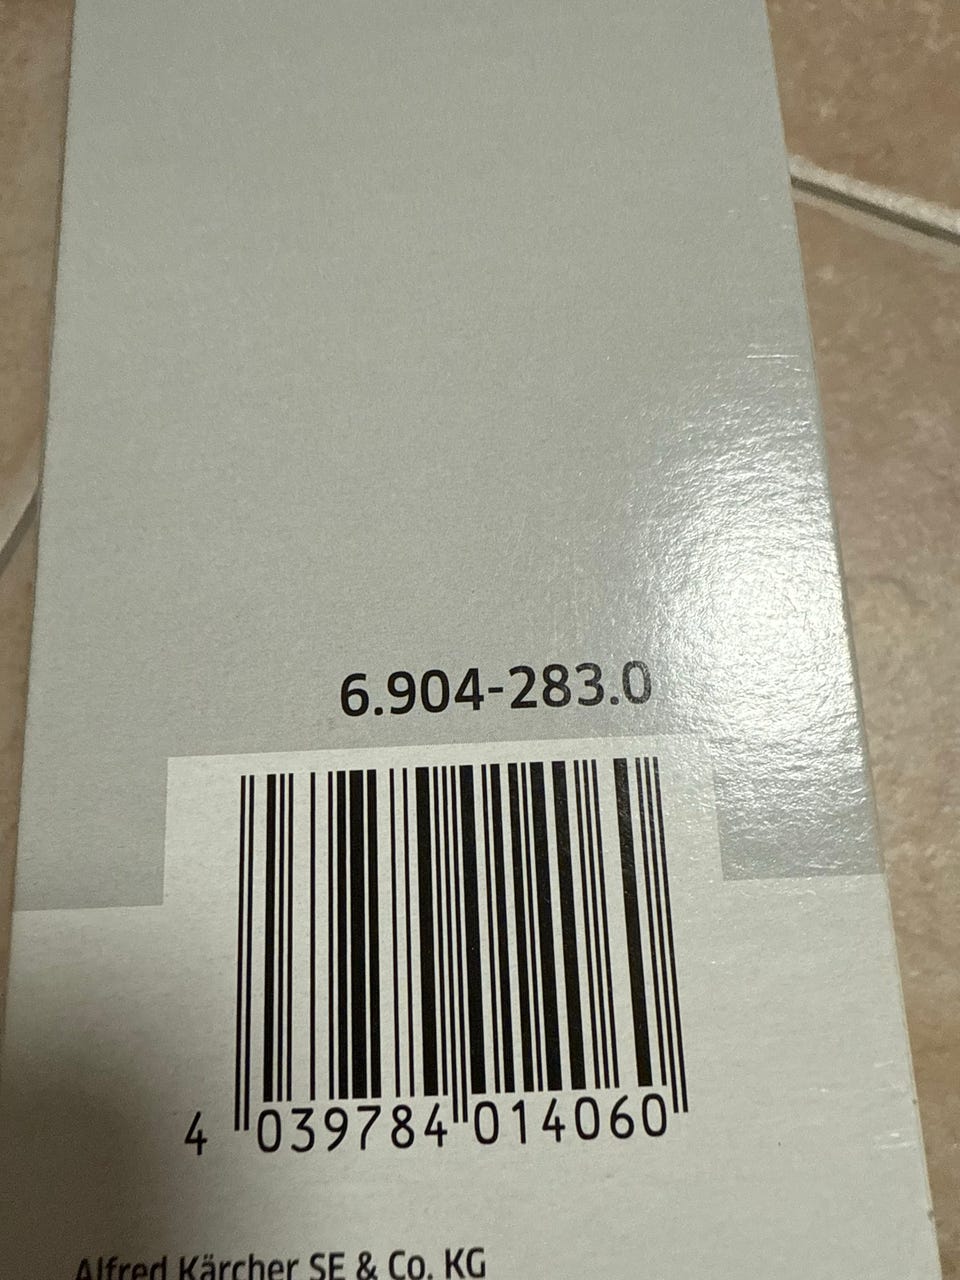 6.904-283.0
4 039784 014060
Alfred Kärcher SE & Co. KG